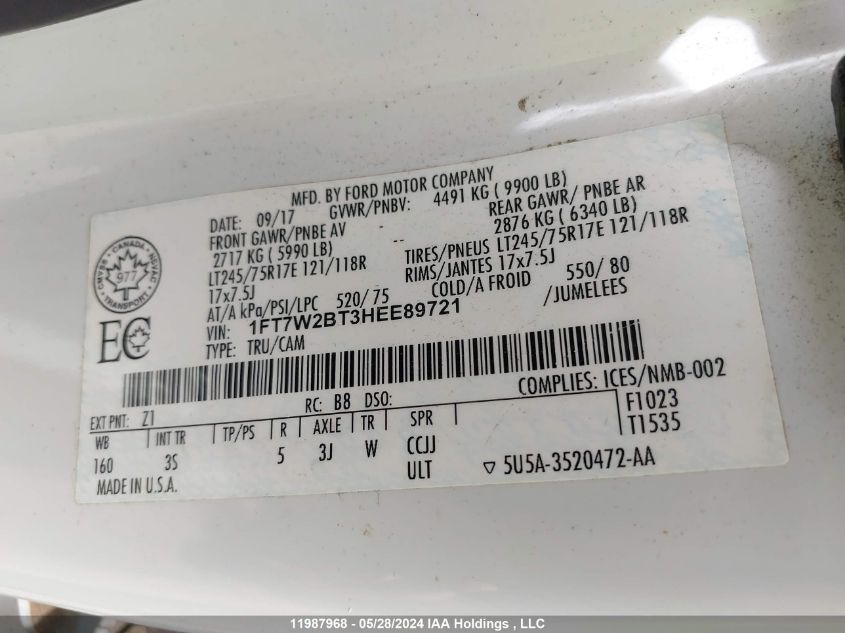 MFD. BY FORD MOTOR COMPANY
DATE: 09/17 GVWR/PNBV: 4491 KG ( 9900 LB)
FRONT GAWR/PNBE AV REAR GAWR/ PNBE AR
2717 KG ( 5990 LB) -- 2876 KG ( 6340 LB)
LT245/75R17E 121/118R TIRES/PNEUS LT245/75R17E 121/118R
17x7.5J RIMS/JANTES 17x7.5J
AT/A kPa/PSI/LPC 520/ 75 COLD/A FROID 550/ 80
VIN: 1FT7W2BT3HEE89721 /JUMELEES
TYPE: TRU/CAM
CANADA
977
TRANSPORT
EC
COMPLIES: ICES/NMB-002
EXT PNT: Z1 RC: B8 DSO: F1023
WB INT TR TP/PS R AXLE TR SPR T1535
160 3S 5 3J W CCJJ
MADE IN U.S.A. ULT ▽ 5U5A-3520472-AA
11987968 - 05/28/2024 IAA Holdings , LLC